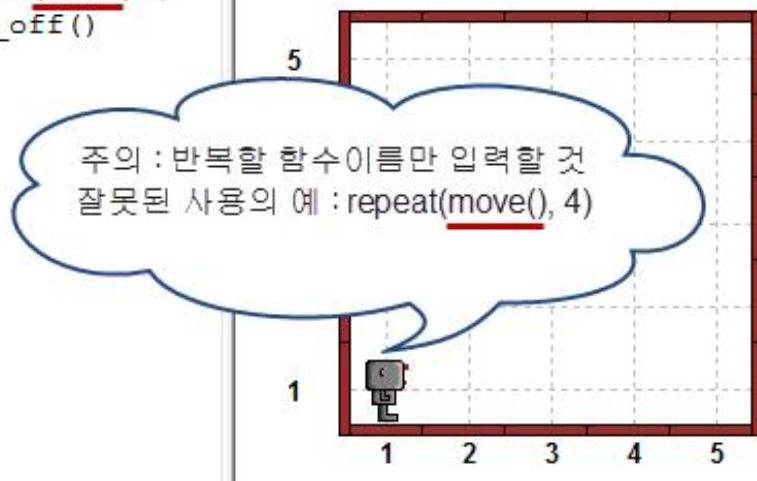 _off()
5
주의 : 반복할 함수이름만 입력할 것
잘못된 사용의 예 : repeat(move(), 4)
1
1 2 3 4 5